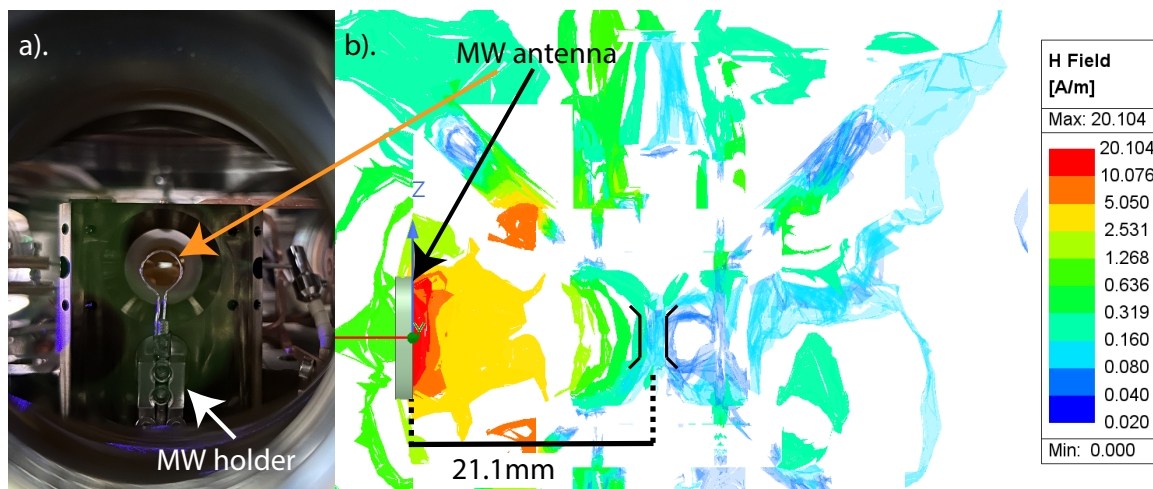 a).
b).
MW antenna
Z
Y
21.1mm
MW holder
H Field
[A/m]
Max: 20.104
20.104
10.076
5.050
2.531
1.268
0.636
0.319
0.160
0.080
0.040
0.020
Min: 0.000